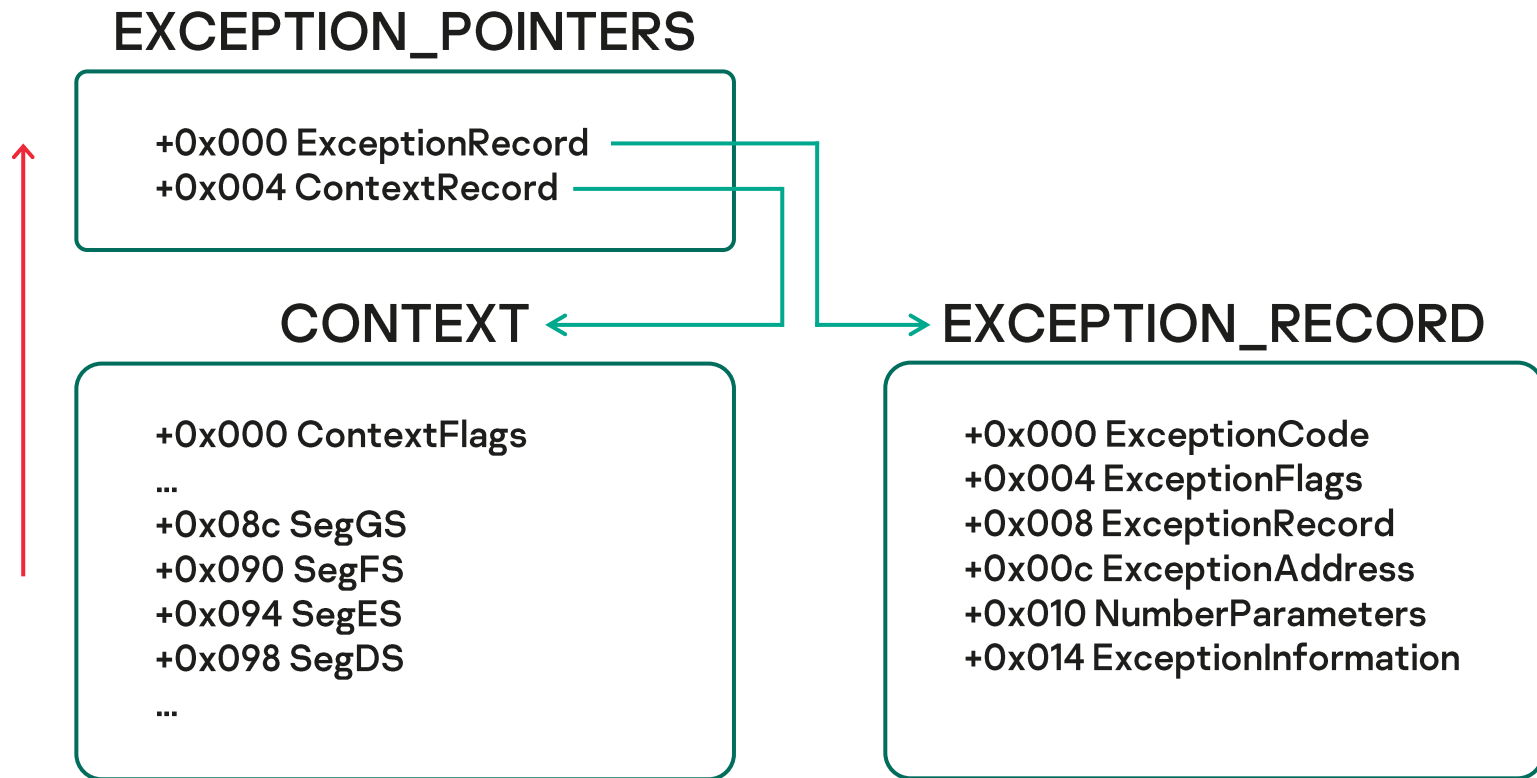 EXCEPTION_POINTERS
+0x000 ExceptionRecord
+0x004 ContextRecord
CONTEXT
+0x000 ContextFlags
...
+0x08c SegGS
+0x090 SegFS
+0x094 SegES
+0x098 SegDS
...
EXCEPTION_RECORD
+0x000 ExceptionCode
+0x004 ExceptionFlags
+0x008 ExceptionRecord
+0x00c ExceptionAddress
+0x010 NumberParameters
+0x014 ExceptionInformation